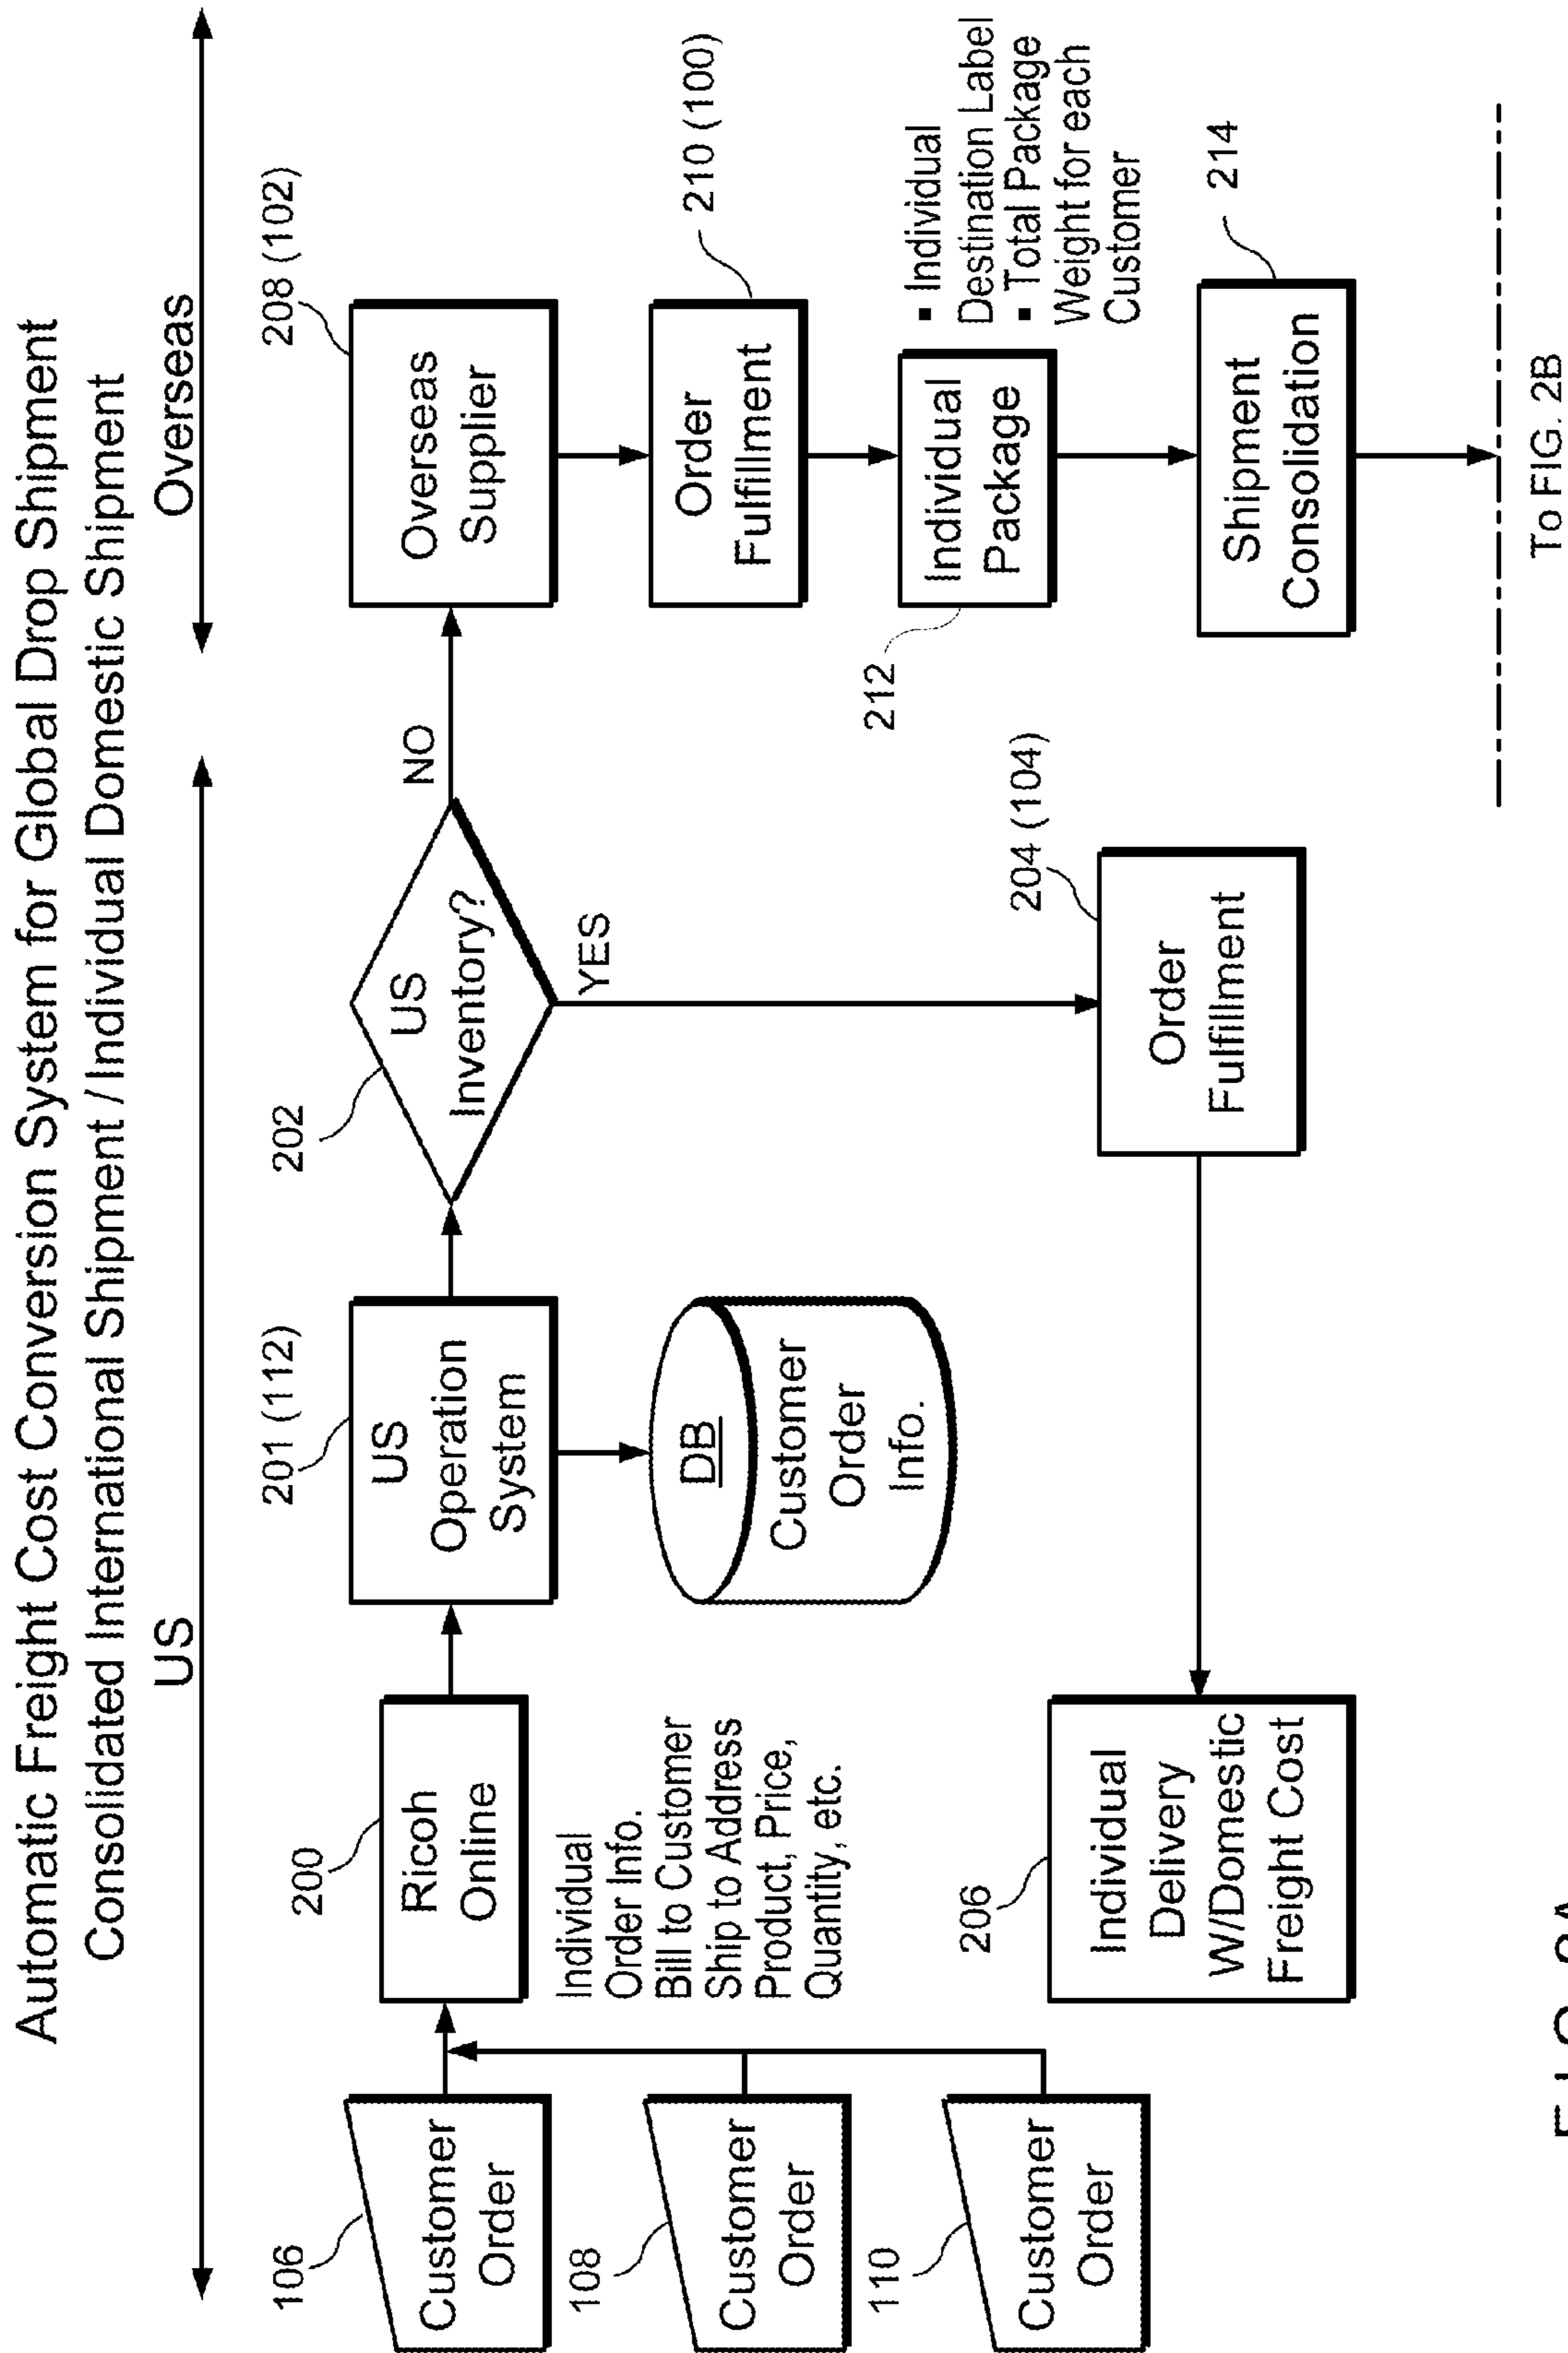 Automatic Freight Cost Conversion System for Global Drop Shipment
Consolidated International Shipment / Individual Domestic Shipment
US
Overseas
106
Customer
Order
108
Customer
Order
110
Customer
Order
200
Ricoh
Online
Individual
Order Info.
Bill to Customer
Ship to Address
Product, Price,
Quantity, etc.
201 (112)
US
Operation
System
DB
Customer
Order
Info.
202
US
Inventory?
NO
YES
204 (104)
Order
Fulfillment
206
Individual
Delivery
W/Domestic
Freight Cost
208 (102)
Overseas
Supplier
210 (100)
Order
Fulfillment
212
Individual
Package
▪ Individual
Destination Label
▪ Total Package
Weight for each
Customer
214
Shipment
Consolidation
To FIG. 2B